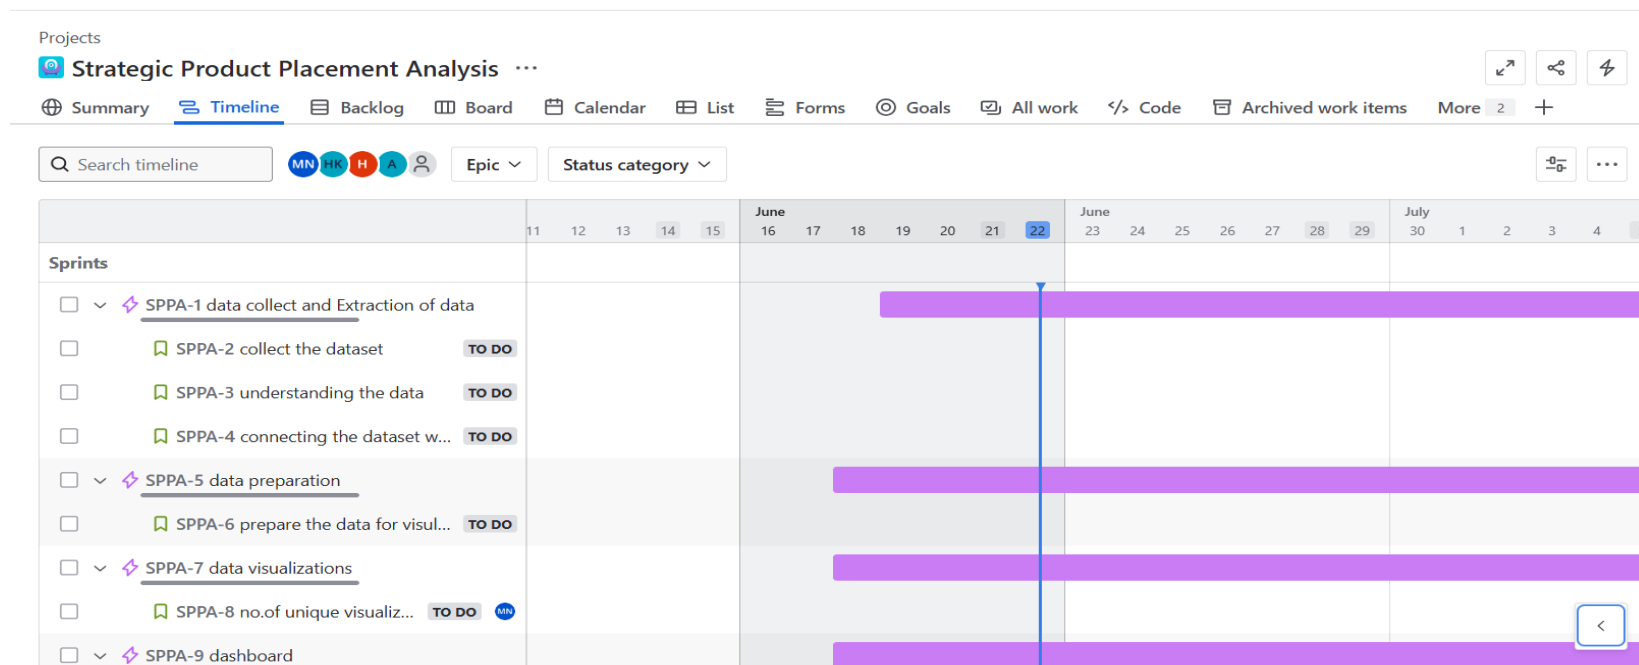 Projects
Strategic Product Placement Analysis
Summary Timeline Backlog Board Calendar List Forms Goals All work Code Archived work items More 2
Search timeline MN HK H A Epic Status category
June June July
11 12 13 14 15 16 17 18 19 20 21 22 23 24 25 26 27 28 29 30 1 2 3 4
Sprints
SPPA-1 data collect and Extraction of data
SPPA-2 collect the dataset TO DO
SPPA-3 understanding the data TO DO
SPPA-4 connecting the dataset w... TO DO
SPPA-5 data preparation
SPPA-6 prepare the data for visul... TO DO
SPPA-7 data visualizations
SPPA-8 no.of unique visualiz... TO DO MN
SPPA-9 dashboard